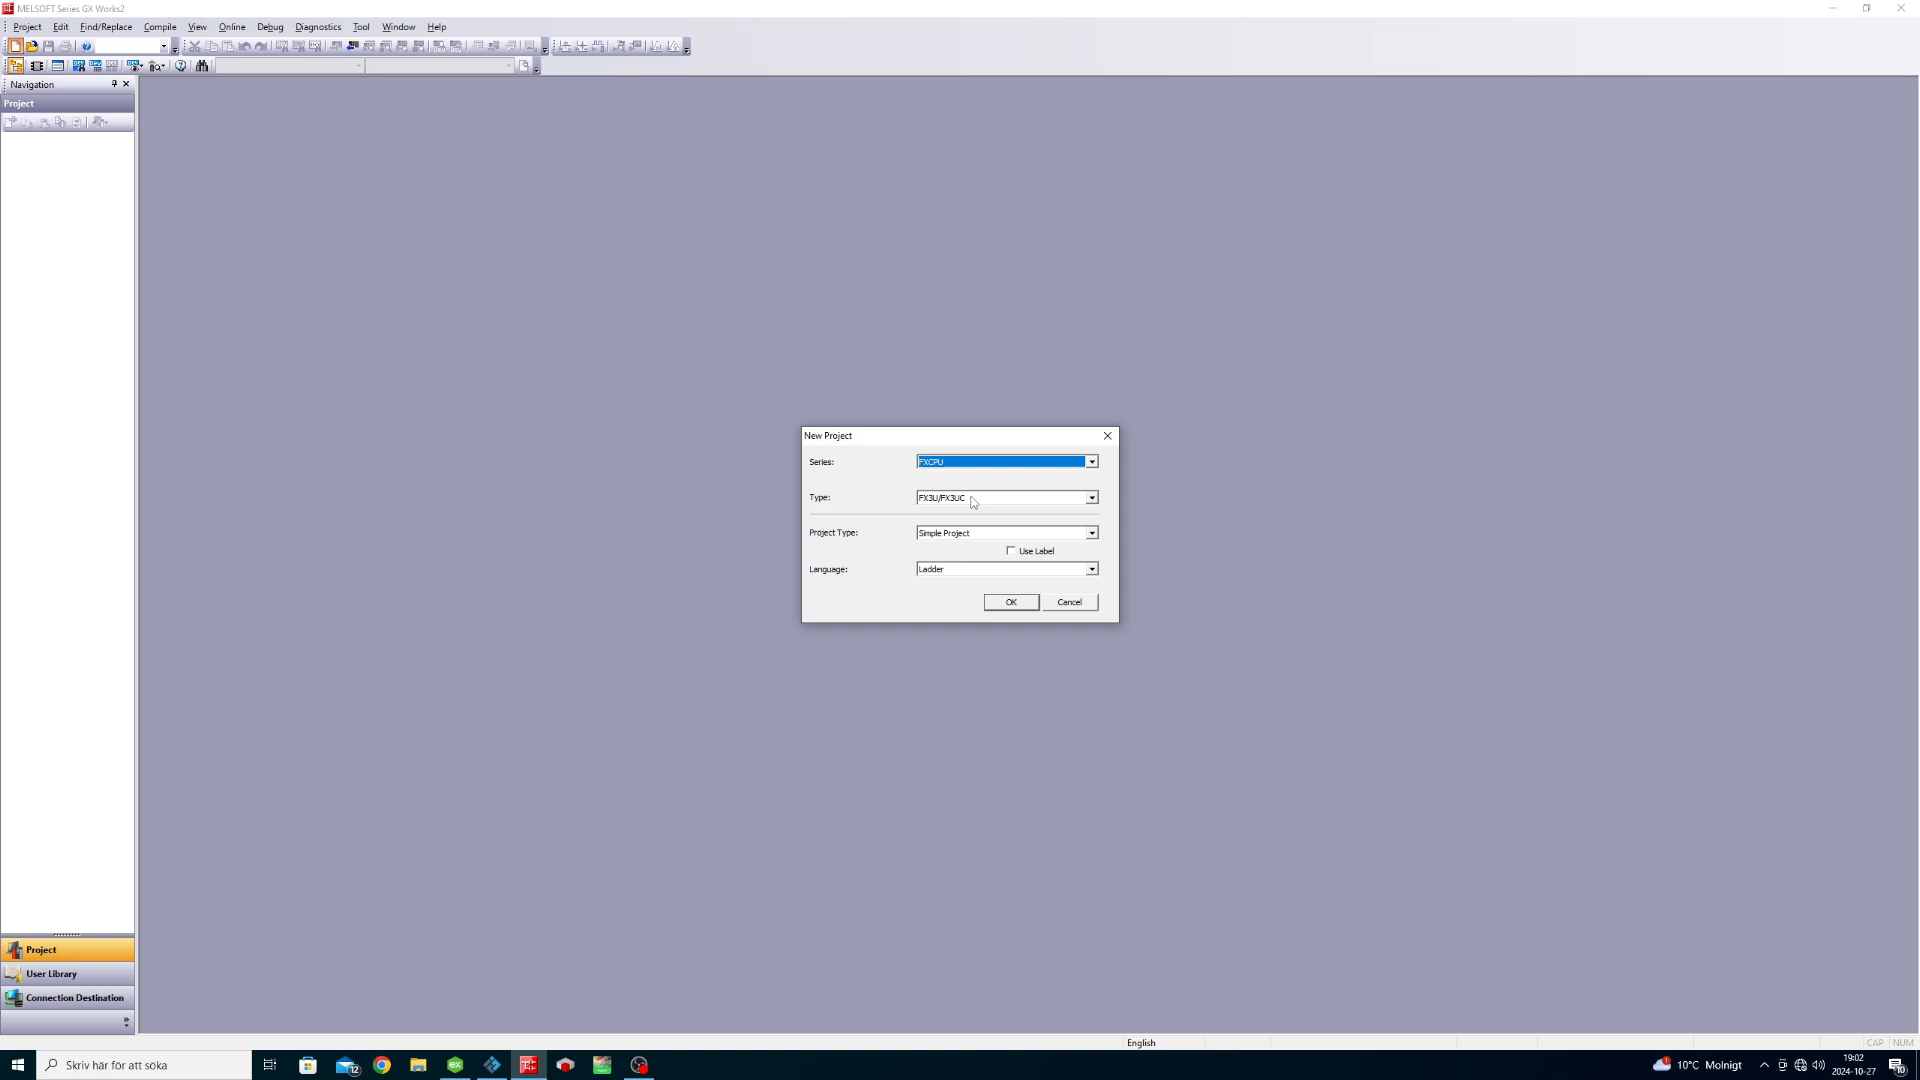 MELSOFT Series GX Works2
Project Edit Find/Replace Compile View Online Debug Diagnostics Tool Window Help
Navigation
Project
New Project
Series: FXCPU
Type: FX3U/FX3UC
Project Type: Simple Project
Use Label
Language: Ladder
OK Cancel
Project
User Library
Connection Destination
English
CAP NUM
Skriv här för att söka
12
10°C Molnigt
19:02
2024-10-27
10